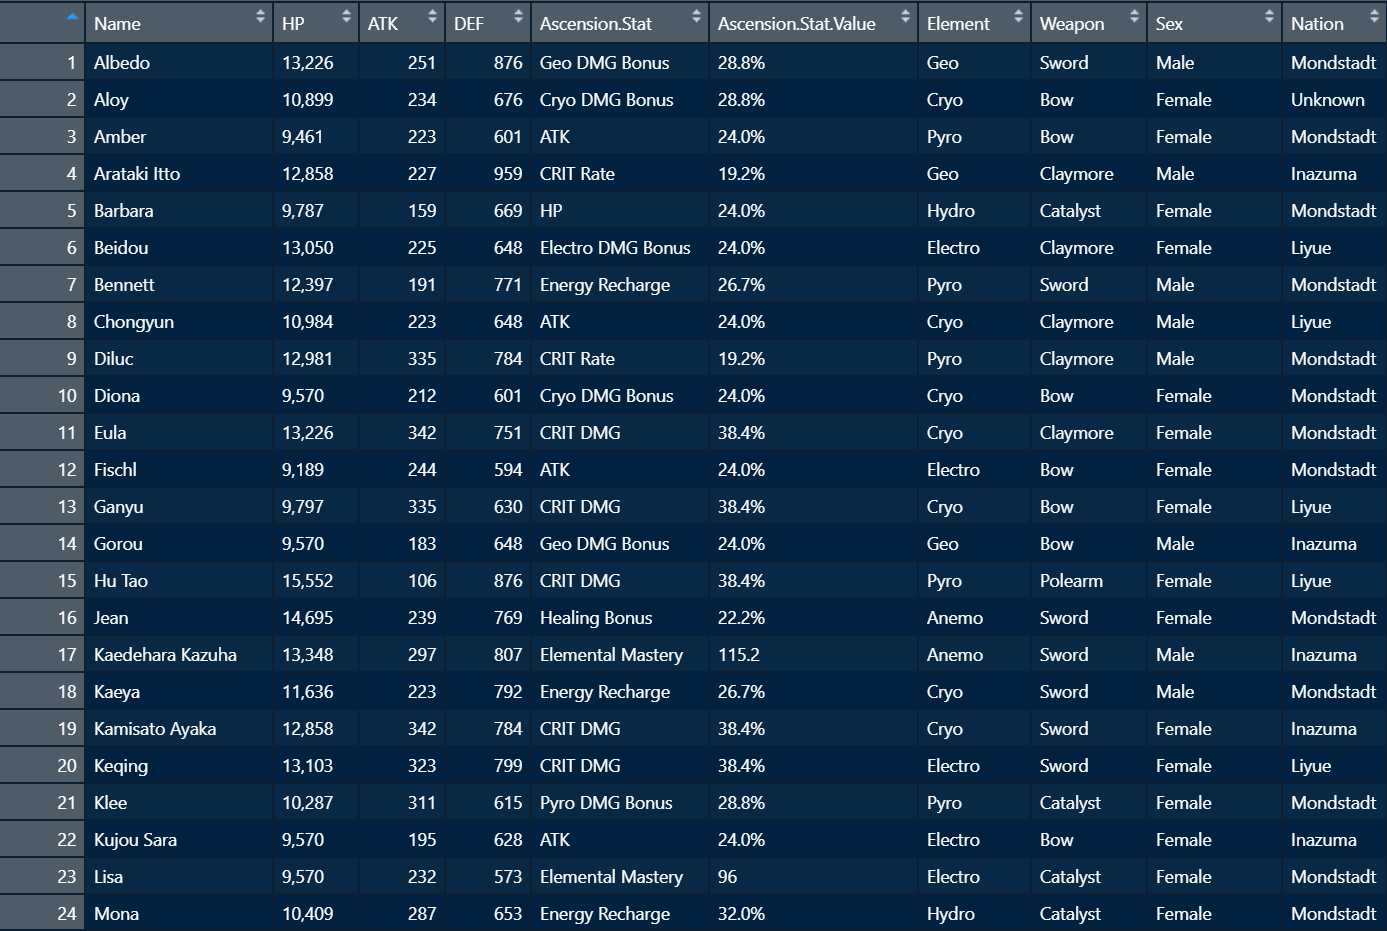 Name HP ATK DEF Ascension.Stat Ascension.Stat.Value Element Weapon Sex Nation
1 Albedo 13,226 251 876 Geo DMG Bonus 28.8% Geo Sword Male Mondstadt
2 Aloy 10,899 234 676 Cryo DMG Bonus 28.8% Cryo Bow Female Unknown
3 Amber 9,461 223 601 ATK 24.0% Pyro Bow Female Mondstadt
4 Arataki Itto 12,858 227 959 CRIT Rate 19.2% Geo Claymore Male Inazuma
5 Barbara 9,787 159 669 HP 24.0% Hydro Catalyst Female Mondstadt
6 Beidou 13,050 225 648 Electro DMG Bonus 24.0% Electro Claymore Female Liyue
7 Bennett 12,397 191 771 Energy Recharge 26.7% Pyro Sword Male Mondstadt
8 Chongyun 10,984 223 648 ATK 24.0% Cryo Claymore Male Liyue
9 Diluc 12,981 335 784 CRIT Rate 19.2% Pyro Claymore Male Mondstadt
10 Diona 9,570 212 601 Cryo DMG Bonus 24.0% Cryo Bow Female Mondstadt
11 Eula 13,226 342 751 CRIT DMG 38.4% Cryo Claymore Female Mondstadt
12 Fischl 9,189 244 594 ATK 24.0% Electro Bow Female Mondstadt
13 Ganyu 9,797 335 630 CRIT DMG 38.4% Cryo Bow Female Liyue
14 Gorou 9,570 183 648 Geo DMG Bonus 24.0% Geo Bow Male Inazuma
15 Hu Tao 15,552 106 876 CRIT DMG 38.4% Pyro Polearm Female Liyue
16 Jean 14,695 239 769 Healing Bonus 22.2% Anemo Sword Female Mondstadt
17 Kaedehara Kazuha 13,348 297 807 Elemental Mastery 115.2 Anemo Sword Male Inazuma
18 Kaeya 11,636 223 792 Energy Recharge 26.7% Cryo Sword Male Mondstadt
19 Kamisato Ayaka 12,858 342 784 CRIT DMG 38.4% Cryo Sword Female Inazuma
20 Keqing 13,103 323 799 CRIT DMG 38.4% Electro Sword Female Liyue
21 Klee 10,287 311 615 Pyro DMG Bonus 28.8% Pyro Catalyst Female Mondstadt
22 Kujou Sara 9,570 195 628 ATK 24.0% Electro Bow Female Inazuma
23 Lisa 9,570 232 573 Elemental Mastery 96 Electro Catalyst Female Mondstadt
24 Mona 10,409 287 653 Energy Recharge 32.0% Hydro Catalyst Female Mondstadt